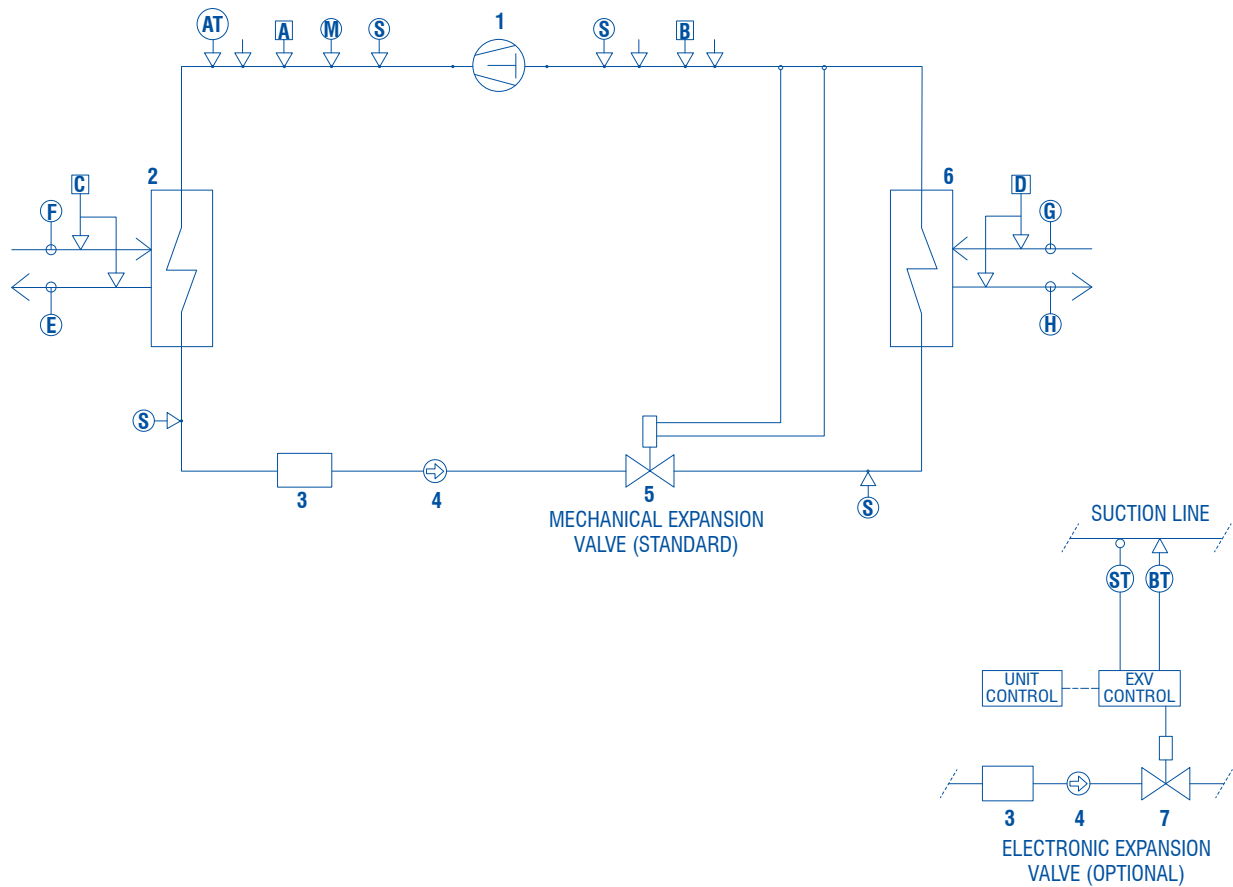 AT
A
M
S
1
S
B
2
C
F
E
6
D
G
H
S
3
4
5
MECHANICAL EXPANSION
VALVE (STANDARD)
S
SUCTION LINE
ST
BT
UNIT
CONTROL
EXV
CONTROL
3
4
7
ELECTRONIC EXPANSION
VALVE (OPTIONAL)